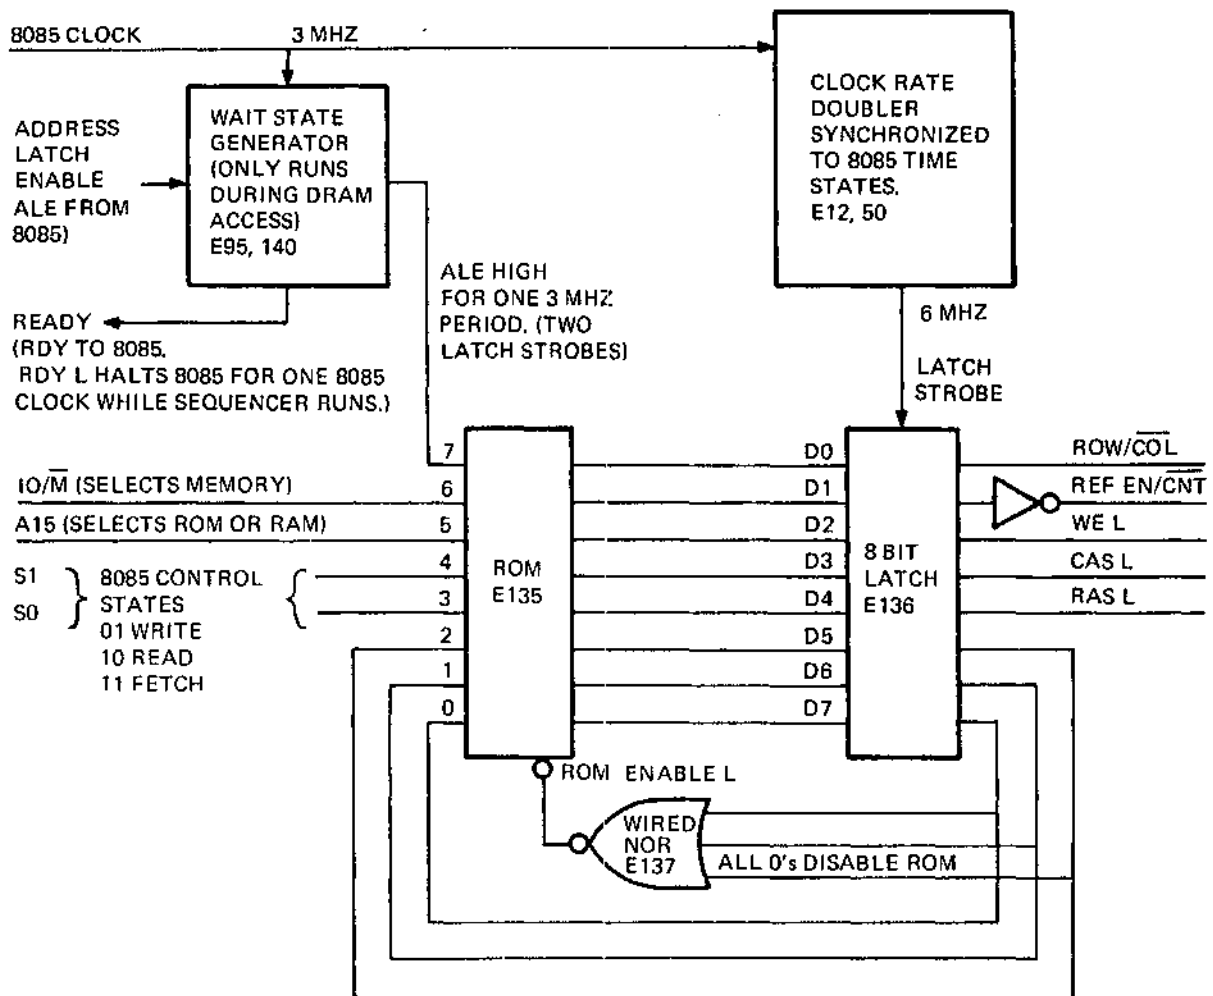 8085 CLOCK
3 MHZ
WAIT STATE
GENERATOR
(ONLY RUNS
DURING DRAM
ACCESS)
E95, 140
CLOCK RATE
DOUBLER
SYNCHRONIZED
TO 8085 TIME
STATES.
E12, 50
ADDRESS
LATCH
ENABLE
ALE FROM
8085)
READY
(RDY TO 8085.
RDY L HALTS 8085 FOR ONE 8085
CLOCK WHILE SEQUENCER RUNS.)
ALE HIGH
FOR ONE 3 MHZ
PERIOD. (TWO
LATCH STROBES)
6 MHZ
LATCH
STROBE
IO/M̅ (SELECTS MEMORY)
A15 (SELECTS ROM OR RAM)
S1
S0
8085 CONTROL
STATES
01 WRITE
10 READ
11 FETCH
7
6
5
4
3
2
1
0
ROM
E135
D0
D1
D2
D3
D4
D5
D6
D7
8 BIT
LATCH
E136
ROW/C̅O̅L̅
REF EN/C̅N̅T̅
WE L
CAS L
RAS L
ROM ENABLE L
WIRED
NOR
E137
ALL 0's DISABLE ROM